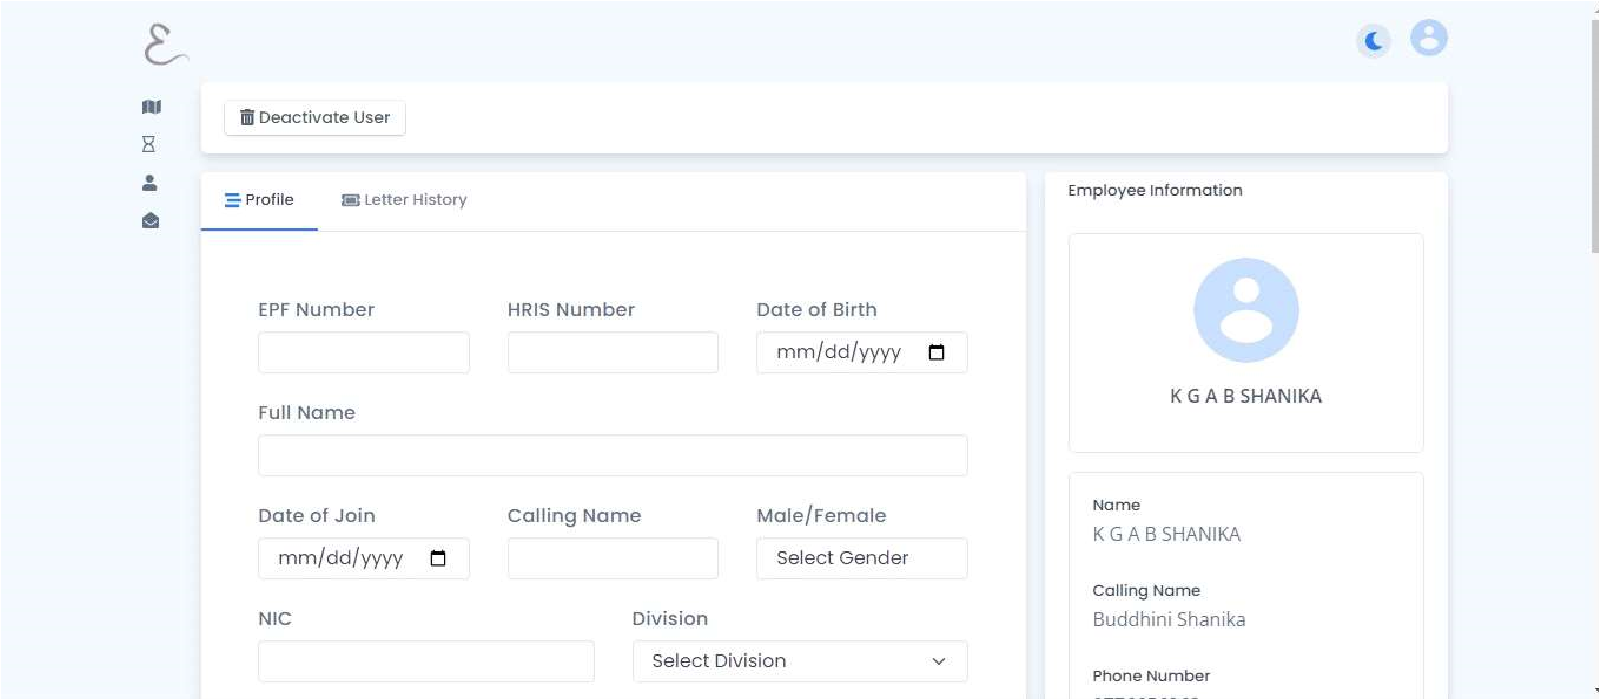 Deactivate User
Profile
Letter History
EPF Number
HRIS Number
Date of Birth
mm/dd/yyyy
Full Name
Date of Join
Calling Name
Male/Female
mm/dd/yyyy
Select Gender
NIC
Division
Select Division
Employee Information
K G A B SHANIKA
Name
K G A B SHANIKA
Calling Name
Buddhini Shanika
Phone Number